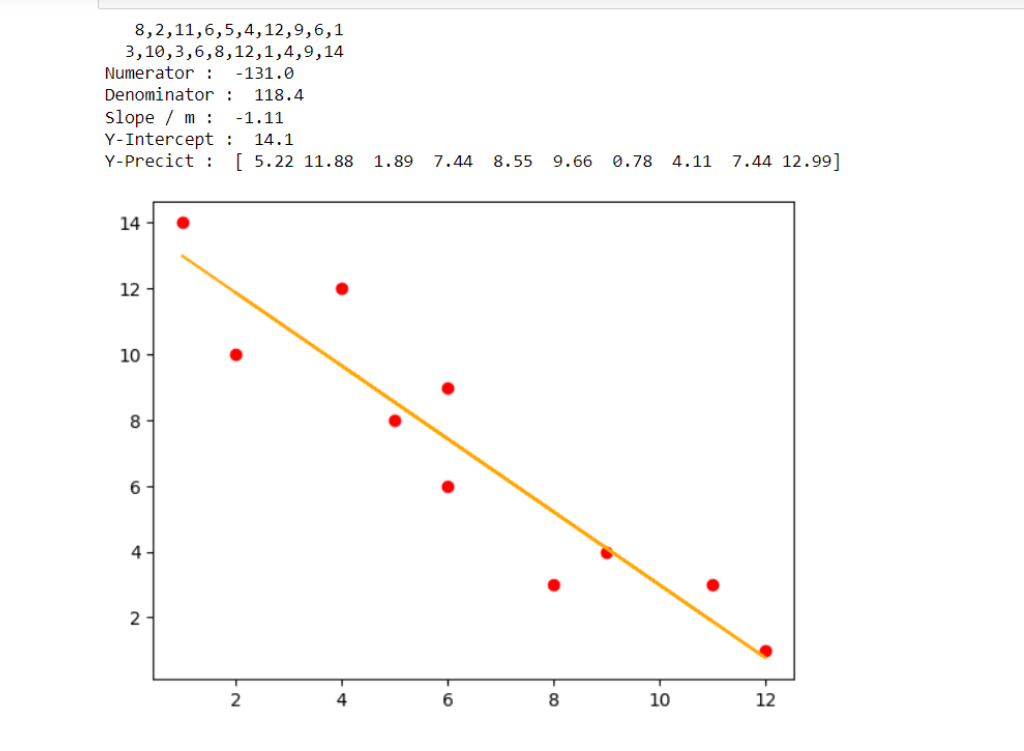 8,2,11,6,5,4,12,9,6,1
3,10,3,6,8,12,1,4,9,14
Numerator :  -131.0
Denominator :  118.4
Slope / m :  -1.11
Y-Intercept :  14.1
Y-Precict :  [ 5.22 11.88  1.89  7.44  8.55  9.66  0.78  4.11  7.44 12.99]
14
12
10
8
6
4
2
2 4 6 8 10 12